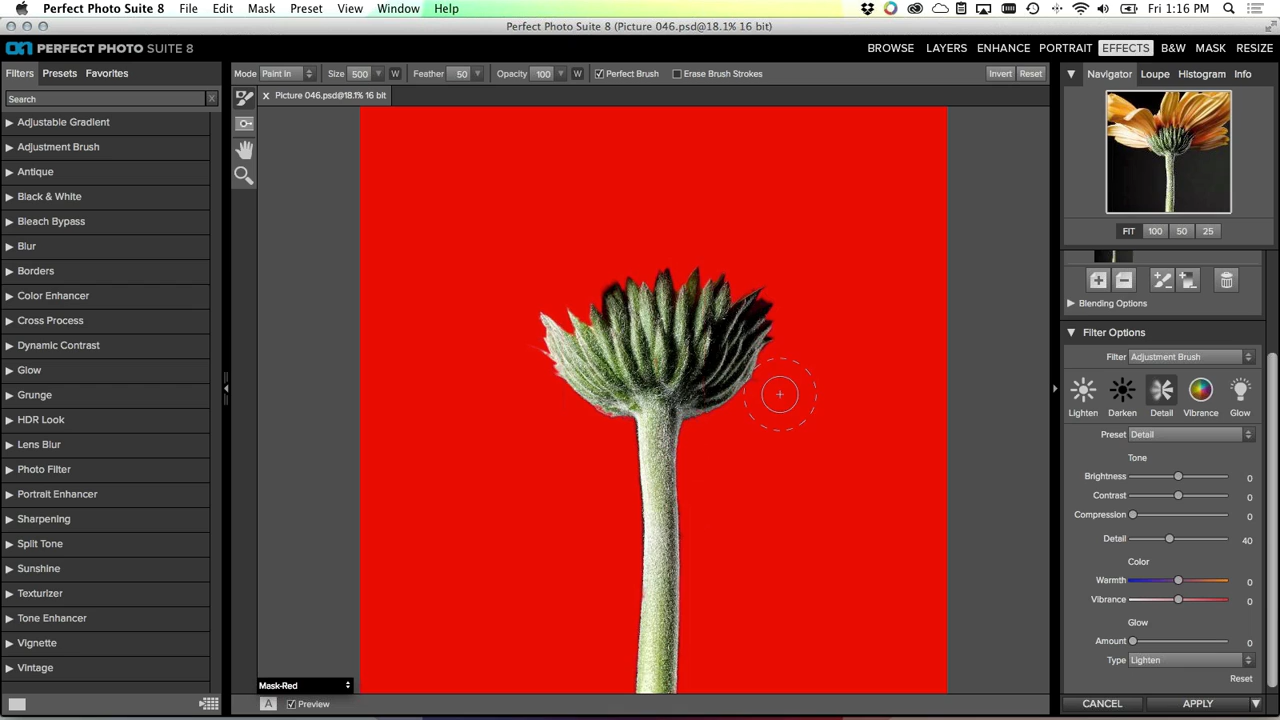 Perfect Photo Suite 8 File Edit Mask Preset View Window Help Fri 1:16 PM
Perfect Photo Suite 8 (Picture 046.psd@18.1% 16 bit)
on PERFECT PHOTO SUITE 8 BROWSE LAYERS ENHANCE PORTRAIT EFFECTS B&W MASK RESIZE
Filters Presets Favorites Mode Paint In Size 500 W Feather 50 Opacity 100 W Perfect Brush Erase Brush Strokes Invert Reset Navigator Loupe Histogram Info
Search X
X Picture 046.psd@18.1% 16 bit
Adjustable Gradient
Adjustment Brush
Antique
Black & White
Bleach Bypass
FIT 100 50 25
Blur
Borders
Color Enhancer
Blending Options
Cross Process
Filter Options
Dynamic Contrast
Filter Adjustment Brush
Glow
Grunge
Lighten Darken Detail Vibrance Glow
HDR Look
Preset Detail
Lens Blur
Tone
Photo Filter
Brightness 0
Portrait Enhancer
Contrast 0
Sharpening
Compression 0
Split Tone
Detail 40
Sunshine
Color
Warmth 0
Texturizer
Vibrance 0
Tone Enhancer
Glow
Vignette
Amount 0
Vintage
Type Lighten
Mask-Red
Reset
A Preview
CANCEL APPLY